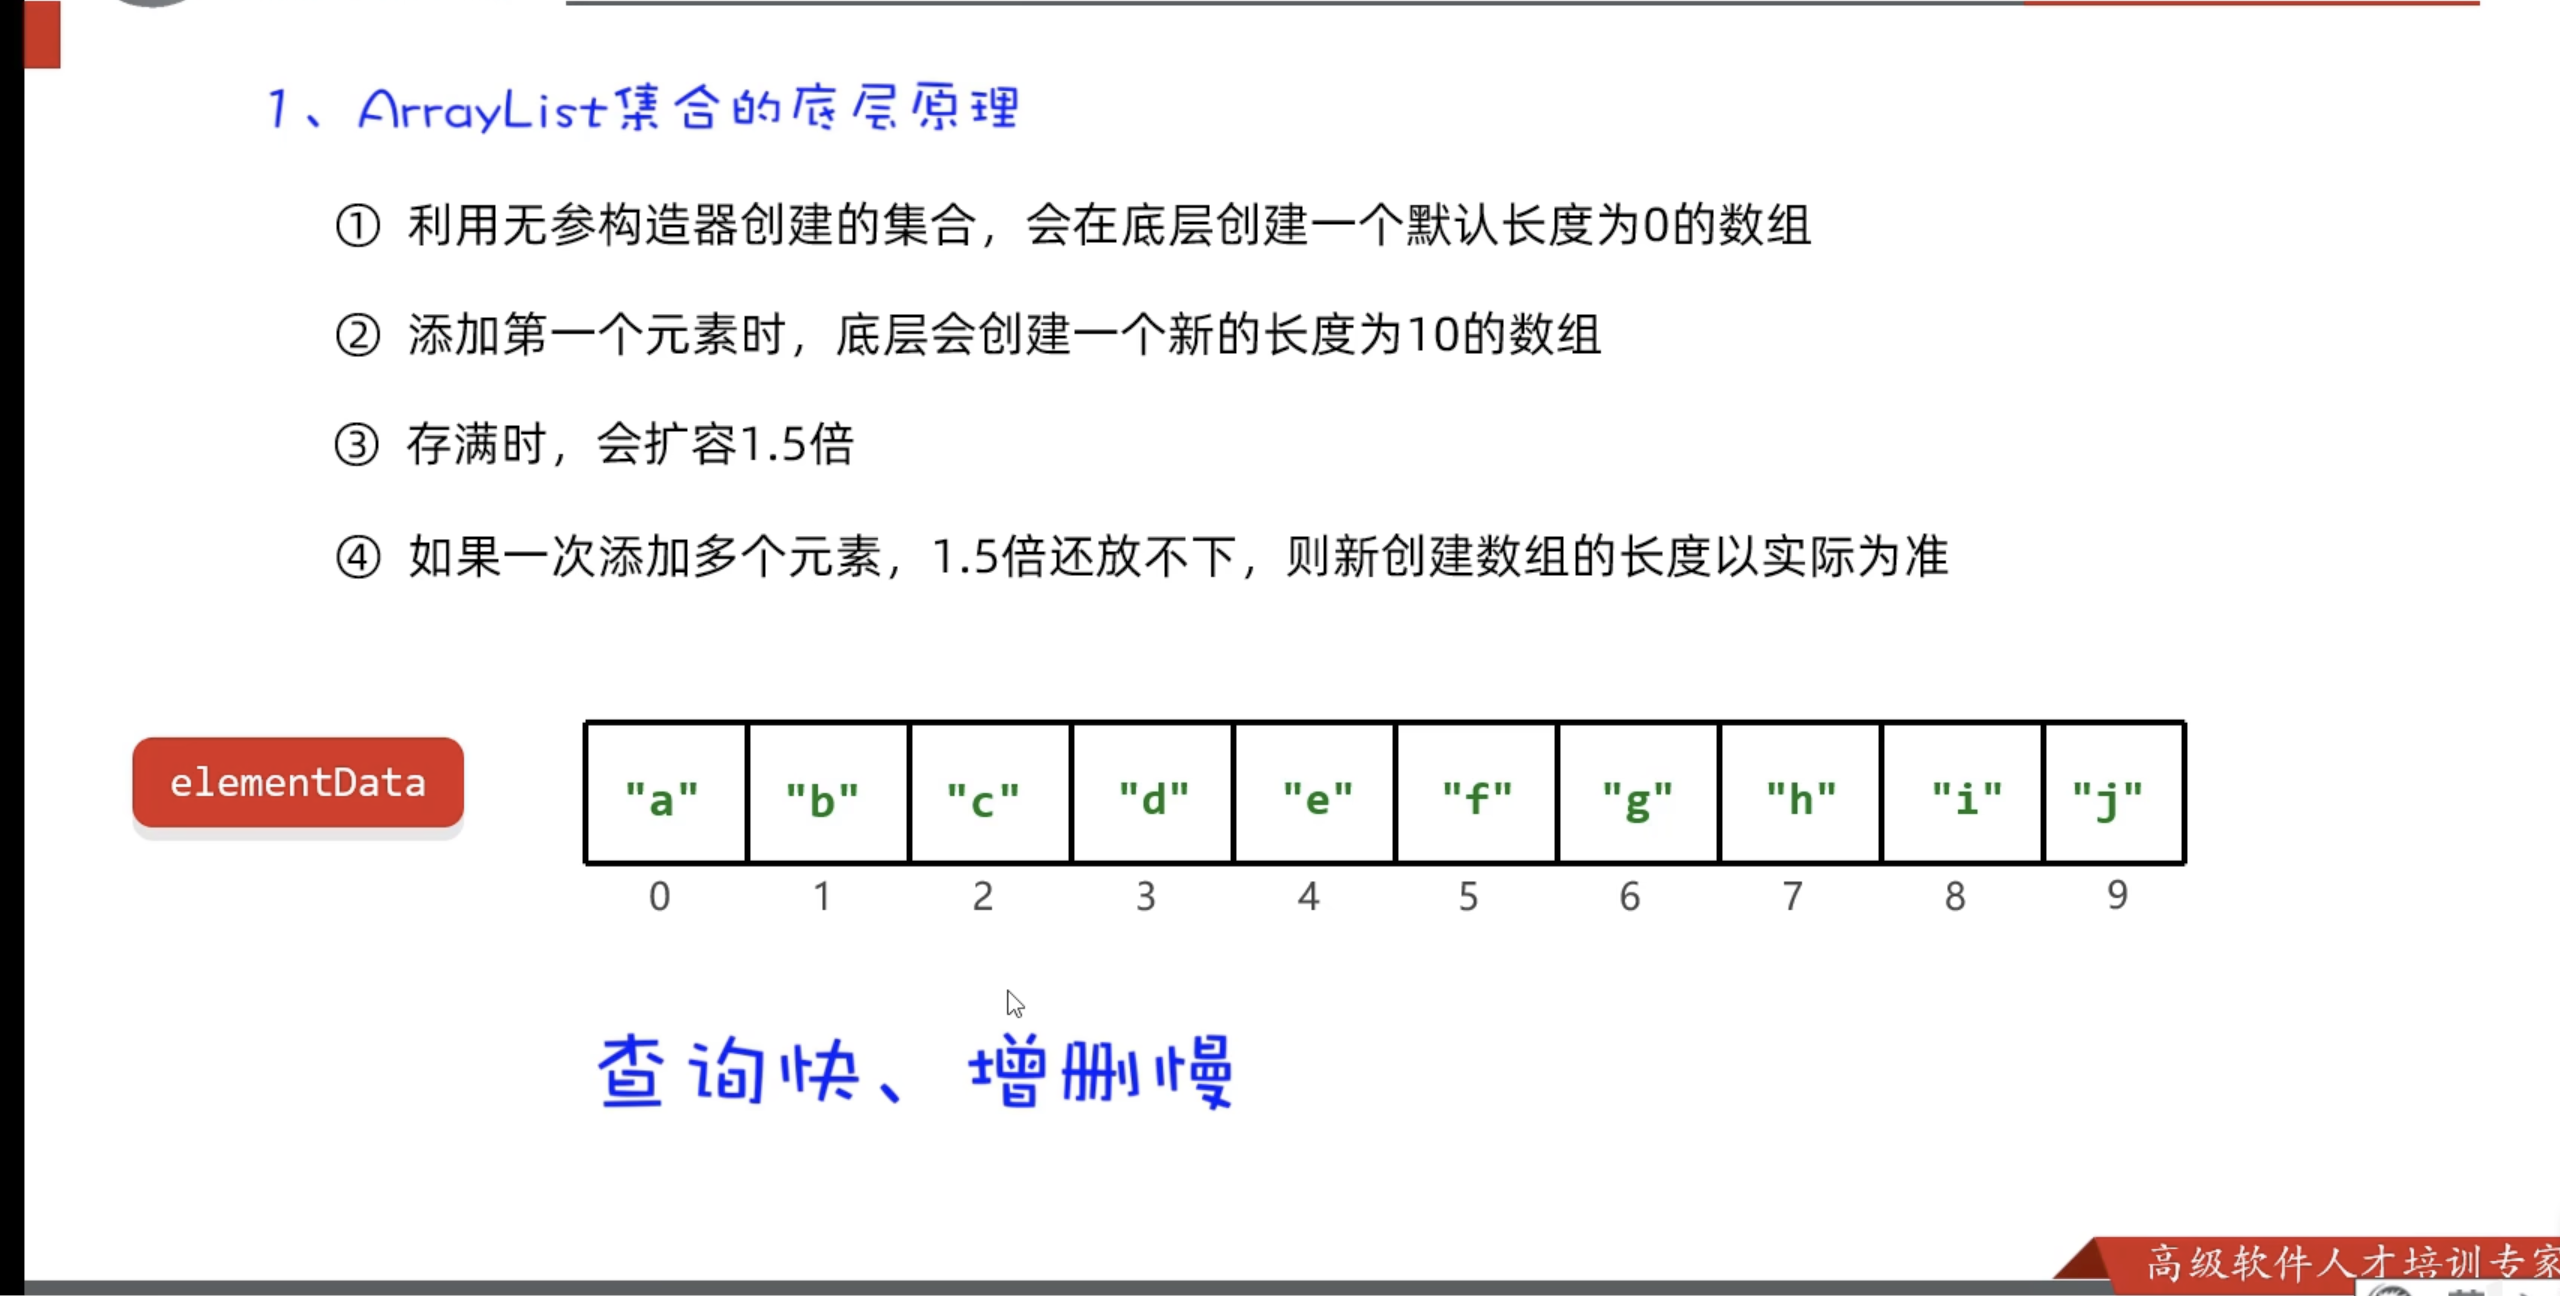 1、ArrayList集合的底层原理
① 利用无参构造器创建的集合，会在底层创建一个默认长度为0的数组
② 添加第一个元素时，底层会创建一个新的长度为10的数组
③ 存满时，会扩容1.5倍
④ 如果一次添加多个元素，1.5倍还放不下，则新创建数组的长度以实际为准
elementData
"a" "b" "c" "d" "e" "f" "g" "h" "i" "j"
0 1 2 3 4 5 6 7 8 9
查询快、增删慢
高级软件人才培训专家